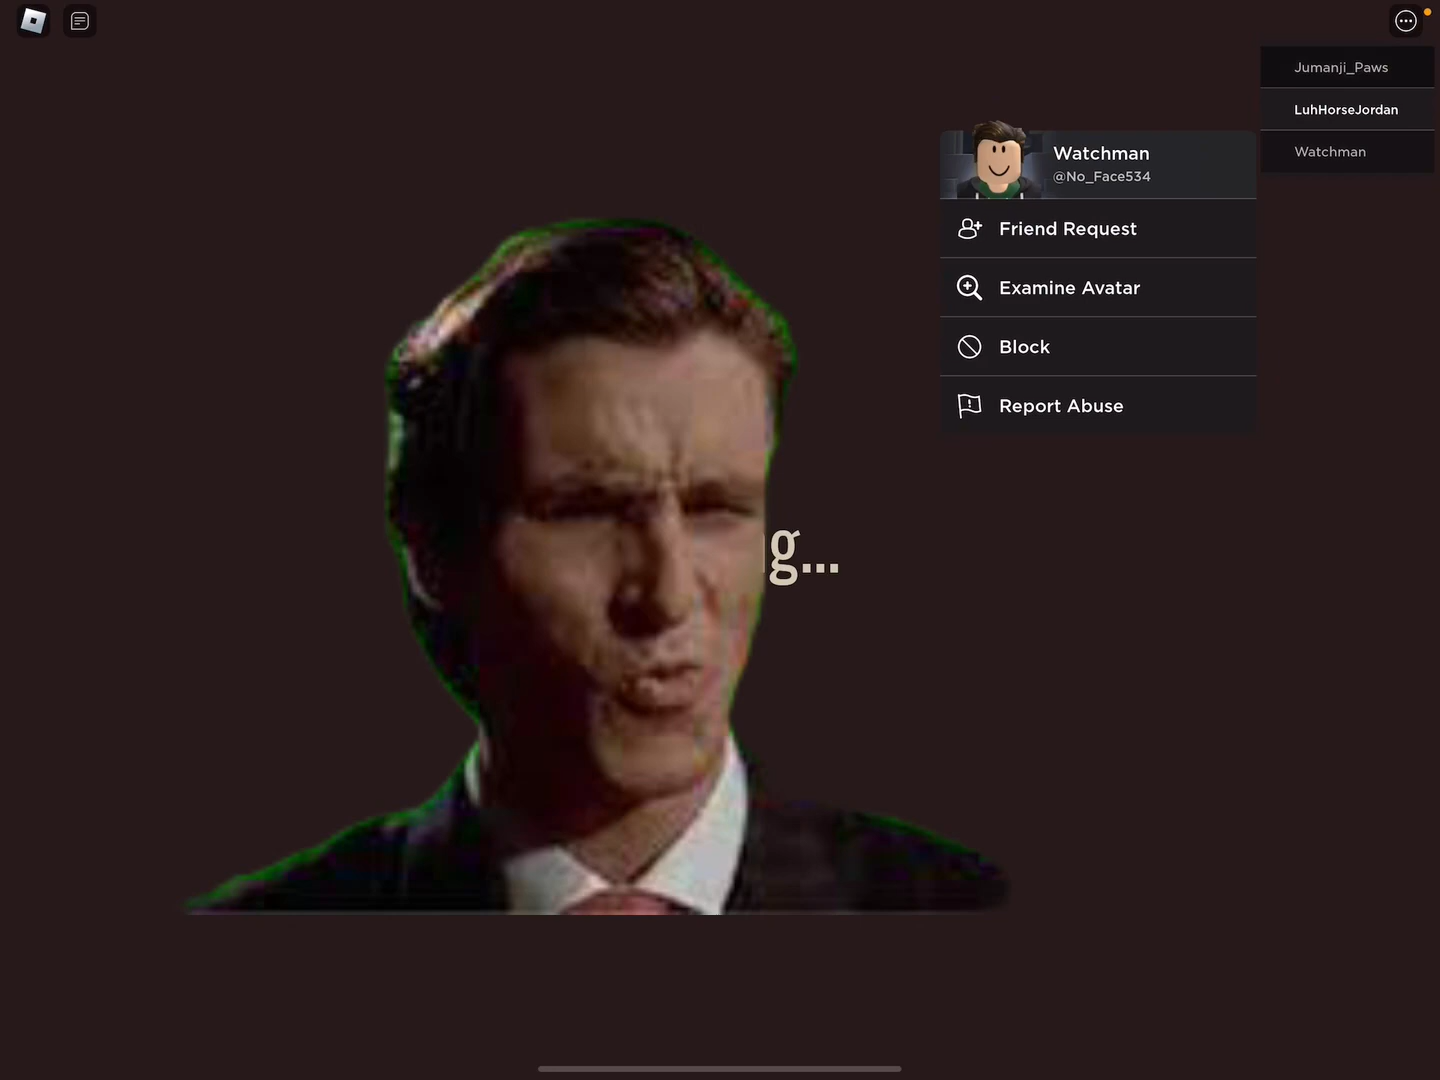 Jumanji_Paws
LuhHorseJordan
Watchman
Watchman
@No_Face534
Friend Request
Examine Avatar
Block
Report Abuse
g...